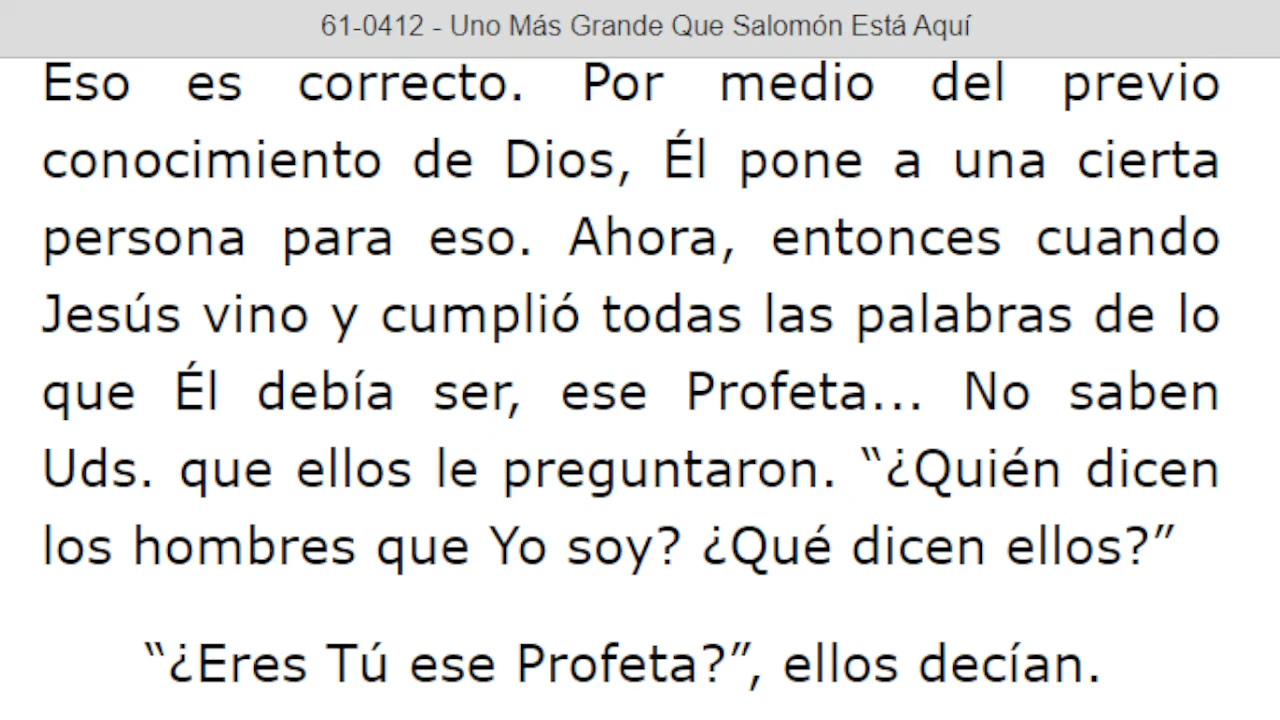 61-0412 - Uno Más Grande Que Salomón Está Aquí
Eso es correcto. Por medio del previo
conocimiento de Dios, Él pone a una cierta
persona para eso. Ahora, entonces cuando
Jesús vino y cumplió todas las palabras de lo
que Él debía ser, ese Profeta... No saben
Uds. que ellos le preguntaron. “¿Quién dicen
los hombres que Yo soy? ¿Qué dicen ellos?”
“¿Eres Tú ese Profeta?”, ellos decían.